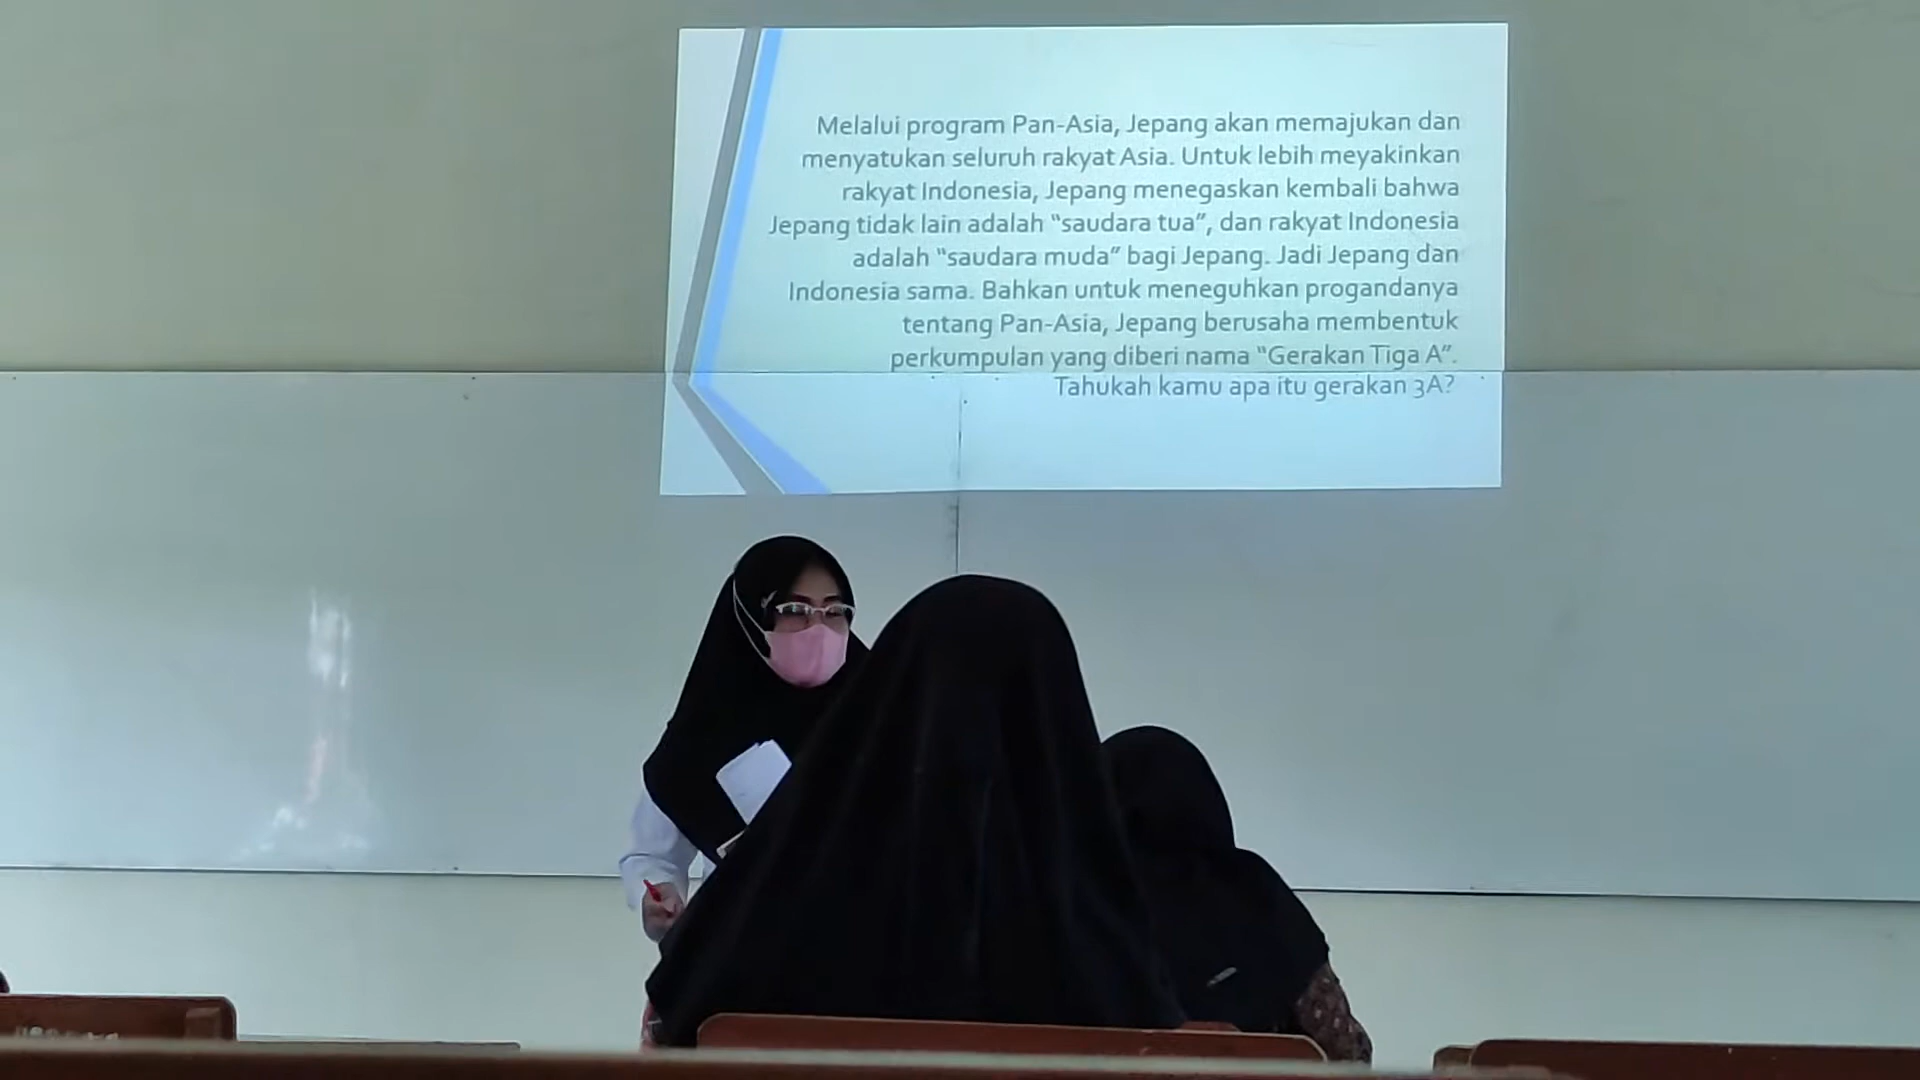 Melalui program Pan-Asia, Jepang akan memajukan dan
menyatukan seluruh rakyat Asia. Untuk lebih meyakinkan
rakyat Indonesia, Jepang menegaskan kembali bahwa
Jepang tidak lain adalah “saudara tua”, dan rakyat Indonesia
adalah “saudara muda” bagi Jepang. Jadi Jepang dan
Indonesia sama. Bahkan untuk meneguhkan progandanya
tentang Pan-Asia, Jepang berusaha membentuk
perkumpulan yang diberi nama “Gerakan Tiga A”.
Tahukah kamu apa itu gerakan 3A?